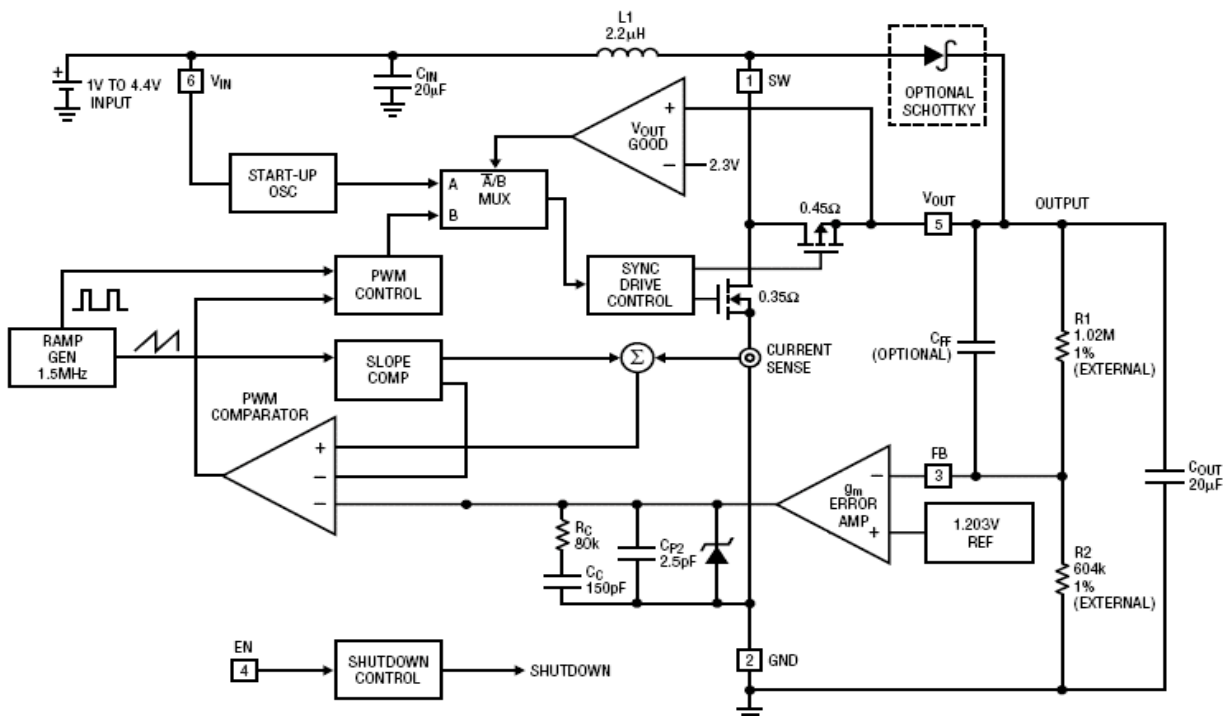 L1
2.2μH
+
1V TO 4.4V
INPUT
6
VIN
CIN
20μF
1
SW
OPTIONAL
SCHOTTKY
+
VOUT
GOOD
–
2.3V
START-UP
OSC
A
B
A/B
MUX
0.45Ω
VOUT
5
OUTPUT
PWM
CONTROL
SYNC
DRIVE
CONTROL
0.35Ω
RAMP
GEN
1.5MHz
SLOPE
COMP
Σ
CURRENT
SENSE
CFF
(OPTIONAL)
R1
1.02M
1%
(EXTERNAL)
PWM
COMPARATOR
+
–
–
FB
3
–
gm
ERROR
AMP
+
1.203V
REF
COUT
20μF
RC
80k
CC
150pF
CP2
2.5pF
R2
604k
1%
(EXTERNAL)
EN
4
SHUTDOWN
CONTROL
SHUTDOWN
2
GND